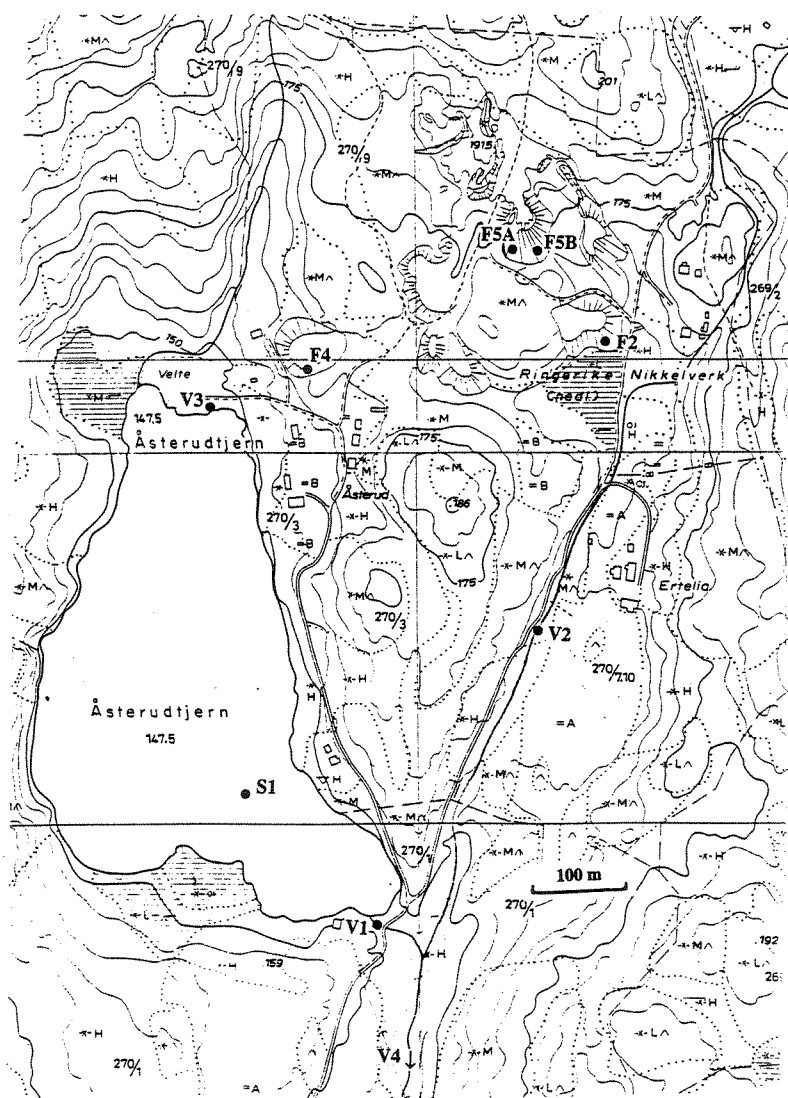 270/9
M
H
175
201
M
H
H
L
270/9
1915
M
175
M
H
F5A
F5B
M
M
269/2
M
150
F4
F2
H
Velte
V3
Ringerike Nikkelverk
(nedl.)
147.5
Åsterudtjern
M
L
175
M
B
B
H
H
Åsterud
186
B
270/3
B
H
A
H
L
175
M
270/3
Ertelia
V2
270/7.10
H
Åsterudtjern
147.5
H
H
A
H
L
S1
M
M
M
M
270/1
M
H
100 m
270/1
L
V1
H
159
H
192
M
L
H
H
270/1
V4
M
L
A
L